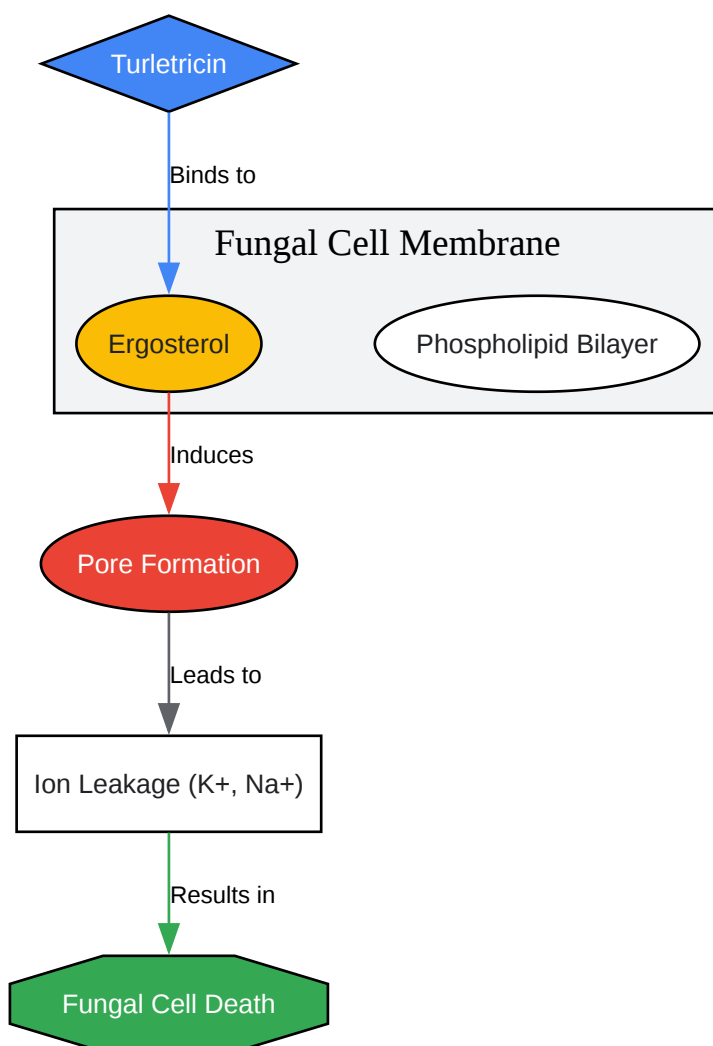 Turletricin
Binds to
Fungal Cell Membrane
Ergosterol
Phospholipid Bilayer
Induces
Pore Formation
Leads to
Ion Leakage (K+, Na+)
Results in
Fungal Cell Death